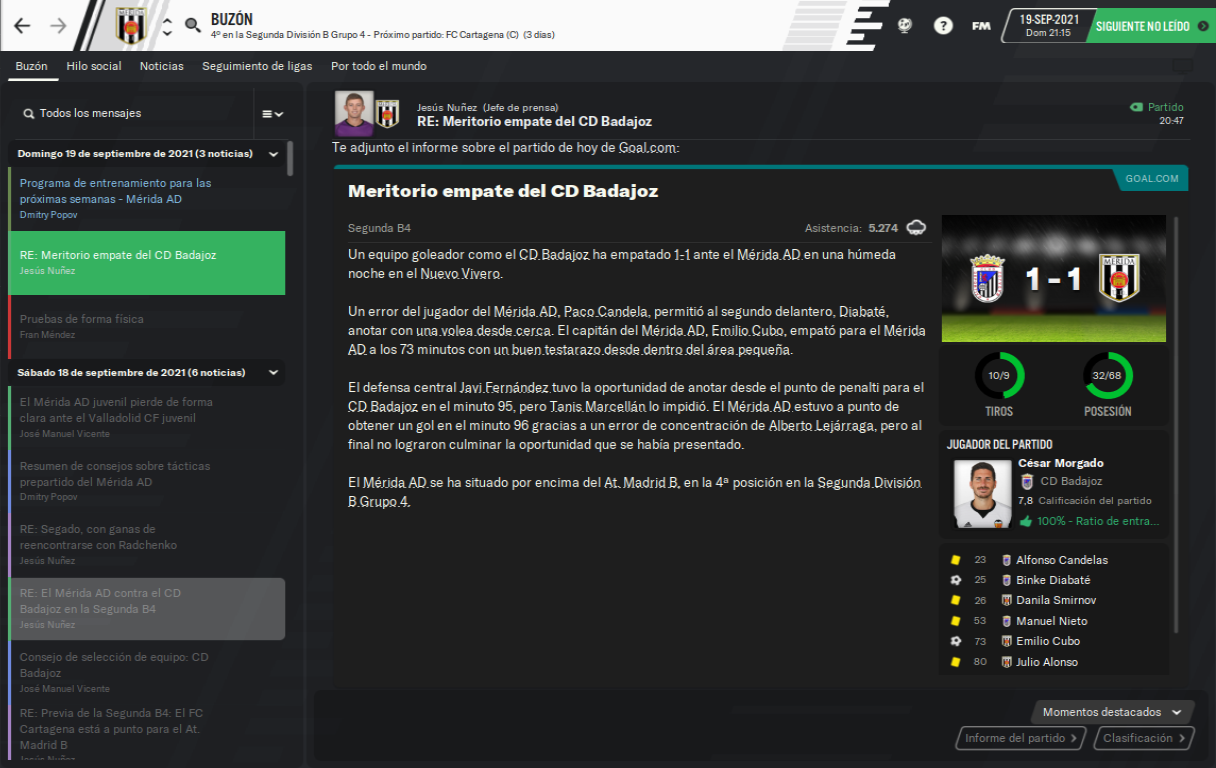 BUZÓN
4º en la Segunda División B Grupo 4 - Próximo partido: FC Cartagena (C) (3 días)
FM
19-SEP-2021
Dom 21:15
SIGUIENTE NO LEÍDO
Buzón Hilo social Noticias Seguimiento de ligas Por todo el mundo
Todos los mensajes
Domingo 19 de septiembre de 2021 (3 noticias)
Programa de entrenamiento para las
próximas semanas - Mérida AD
Dmitry Popov
RE: Meritorio empate del CD Badajoz
Jesús Nuñez
Pruebas de forma física
Fran Méndez
Sábado 18 de septiembre de 2021 (6 noticias)
El Mérida AD juvenil pierde de forma
clara ante el Valladolid CF juvenil
José Manuel Vicente
Resumen de consejos sobre tácticas
prepartido del Mérida AD
Dmitry Popov
RE: Segado, con ganas de
reencontrarse con Radchenko
Jesús Nuñez
RE: El Mérida AD contra el CD
Badajoz en la Segunda B4
Jesús Nuñez
Consejo de selección de equipo: CD
Badajoz
José Manuel Vicente
RE: Previa de la Segunda B4: El FC
Cartagena está a punto para el At.
Madrid B
Jesús Nuñez
Jesús Nuñez (Jefe de prensa)
RE: Meritorio empate del CD Badajoz
Partido
20:47
Te adjunto el informe sobre el partido de hoy de Goal.com:
Meritorio empate del CD Badajoz
GOAL.COM
Segunda B4
Asistencia: 5.274
Un equipo goleador como el CD Badajoz ha empatado 1-1 ante el Mérida AD en una húmeda
noche en el Nuevo Vivero.
Un error del jugador del Mérida AD, Paco Candela, permitió al segundo delantero, Diabaté,
anotar con una volea desde cerca. El capitán del Mérida AD, Emilio Cubo, empató para el Mérida
AD a los 73 minutos con un buen testarazo desde dentro del área pequeña.
El defensa central Javi Fernández tuvo la oportunidad de anotar desde el punto de penalti para el
CD Badajoz en el minuto 95, pero Tanis Marcellán lo impidió. El Mérida AD estuvo a punto de
obtener un gol en el minuto 96 gracias a un error de concentración de Alberto Lejárraga, pero al
final no lograron culminar la oportunidad que se había presentado.
El Mérida AD se ha situado por encima del At. Madrid B, en la 4ª posición en la Segunda División
B Grupo 4.
1 - 1
MERIDA
10/9
TIROS
32/68
POSESIÓN
JUGADOR DEL PARTIDO
César Morgado
CD Badajoz
7,8 Calificación del partido
100% - Ratio de entra...
23 Alfonso Candelas
25 Binke Diabaté
26 Danila Smirnov
53 Manuel Nieto
73 Emilio Cubo
80 Julio Alonso
Momentos destacados
Informe del partido
Clasificación